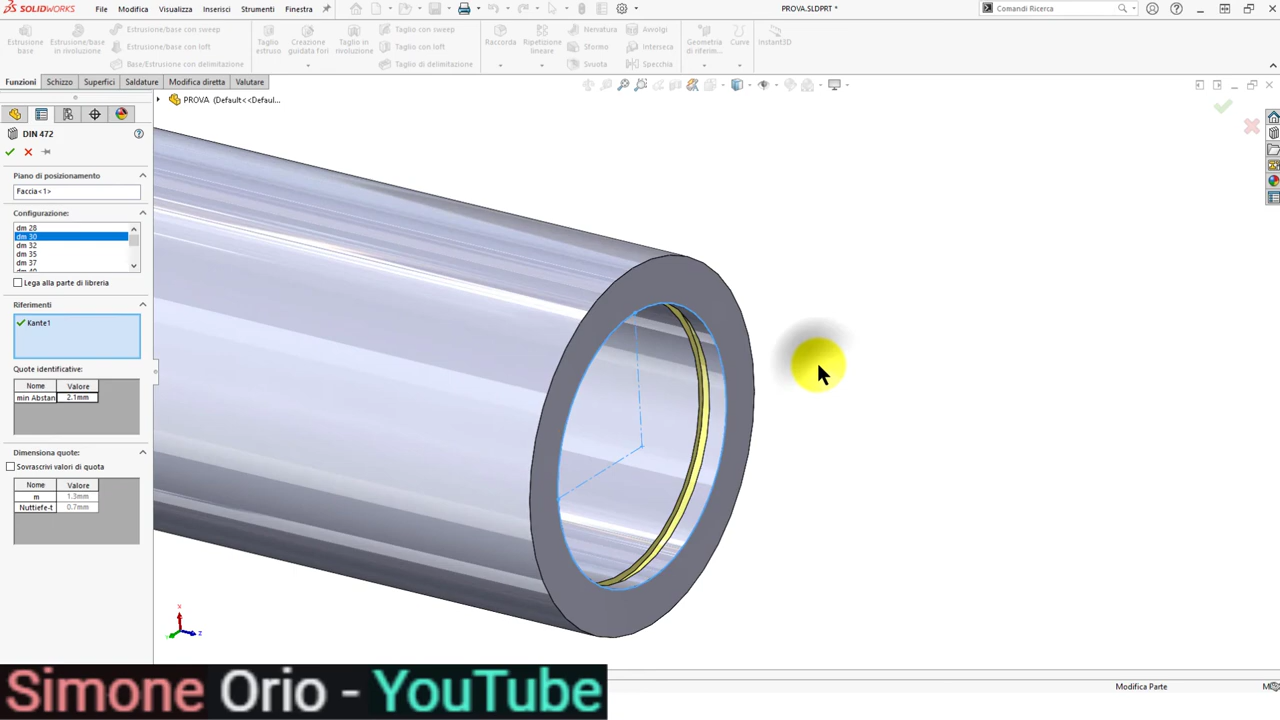 SOLIDWORKS
File Modifica Visualizza Inserisci Strumenti Finestra
PROVA.SLDPRT *
Comandi Ricerca
Estrusione base
Estrusione/base in rivoluzione
Estrusione/base con sweep
Estrusione/base con loft
Base/Estrusione con delimitazione
Taglio estruso
Creazione guidata fori
Taglio in rivoluzione
Taglio con sweep
Taglio con loft
Taglio di delimitazione
Raccorda
Ripetizione lineare
Nervatura
Sformo
Svuota
Avvolgi
Interseca
Specchia
Geometria di riferim...
Curve
Instant3D
Funzioni Schizzo Superfici Saldature Modifica diretta Valutare
PROVA (Default<<Defaul...
DIN 472
Piano di posizionamento
Faccia<1>
Configurazione:
dm 28
dm 30
dm 32
dm 35
dm 37
dm 40
Lega alla parte di libreria
Riferimenti
Kante1
Quote identificative:
Nome Valore
min Abstan 2.1mm
Dimensiona quote:
Sovrascrivi valori di quota
Nome Valore
m 1.3mm
Nuttiefe-t 0.7mm
x
y
z
Modifica Parte
Simone Orio - YouTube